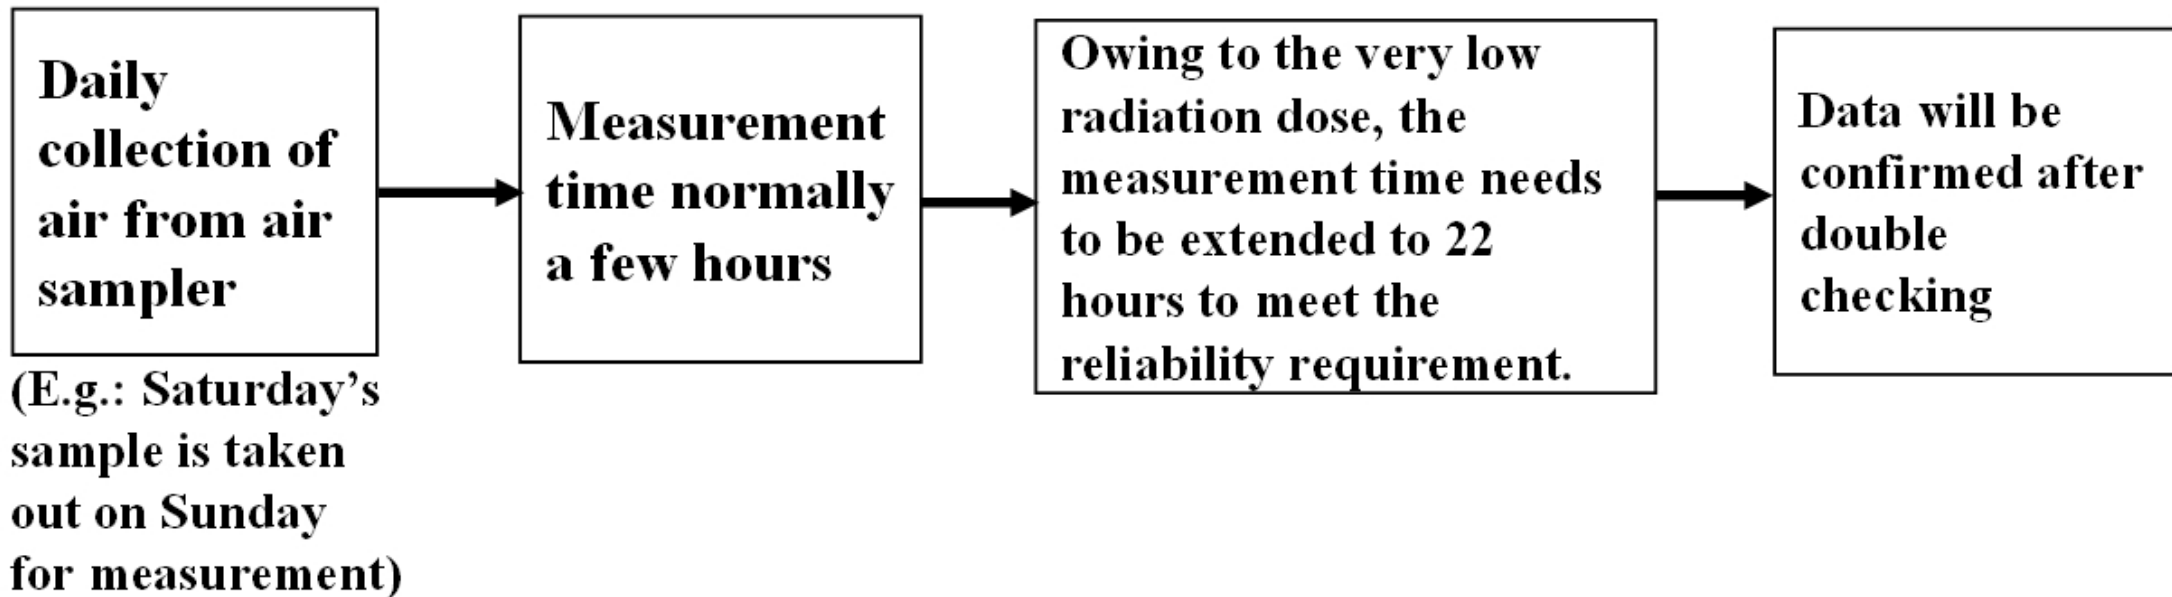 Daily
collection of
air from air
sampler
(E.g.: Saturday’s
sample is taken
out on Sunday
for measurement)
Measurement
time normally
a few hours
Owing to the very low
radiation dose, the
measurement time needs
to be extended to 22
hours to meet the
reliability requirement.
Data will be
confirmed after
double
checking